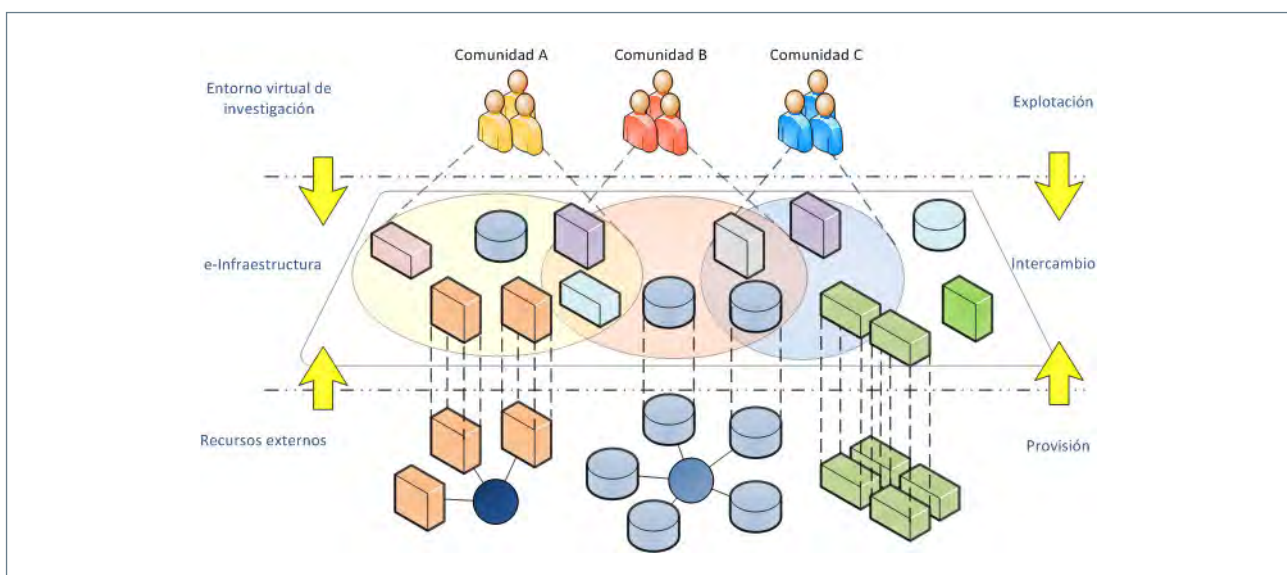 Comunidad A
Comunidad B
Comunidad C
Entorno virtual de
investigación
Explotación
e-Infraestructura
Intercambio
Recursos externos
Provisión